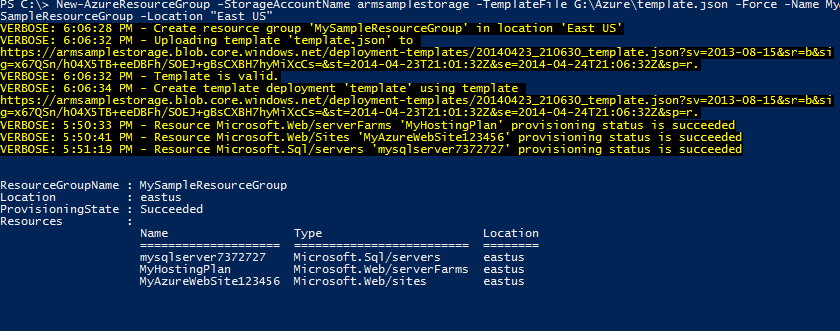 PS C:\> New-AzureResourceGroup -StorageAccountName armsamplestorage -TemplateFile G:\Azure\template.json -Force -Name My
SampleResourceGroup -Location "East US"
VERBOSE: 6:06:28 PM - Create resource group 'MySampleResourceGroup' in location 'East US'
VERBOSE: 6:06:32 PM - Uploading template 'template.json' to
https://armsamplestorage.blob.core.windows.net/deployment-templates/20140423_210630_template.json?sv=2013-08-15&sr=b&si
g=x67QSn/hO4X5TB+eeDBFh/SOEJ+gBsCXBH7hyMiXcCs=&st=2014-04-23T21:01:32Z&se=2014-04-24T21:06:32Z&sp=r.
VERBOSE: 6:06:32 PM - Template is valid.
VERBOSE: 6:06:34 PM - Create template deployment 'template' using template
https://armsamplestorage.blob.core.windows.net/deployment-templates/20140423_210630_template.json?sv=2013-08-15&sr=b&si
g=x67QSn/hO4X5TB+eeDBFh/SOEJ+gBsCXBH7hyMiXcCs=&st=2014-04-23T21:01:32Z&se=2014-04-24T21:06:32Z&sp=r.
VERBOSE: 5:50:33 PM - Resource Microsoft.Web/serverFarms 'MyHostingPlan' provisioning status is succeeded
VERBOSE: 5:50:41 PM - Resource Microsoft.Web/Sites 'MyAzureWebSite123456' provisioning status is succeeded
VERBOSE: 5:51:19 PM - Resource Microsoft.Sql/servers 'mysqlserver7372727' provisioning status is succeeded
ResourceGroupName : MySampleResourceGroup
Location : eastus
ProvisioningState : Succeeded
Resources :
Name Type Location
==================== ========================= ========
mysqlserver7372727 Microsoft.Sql/servers eastus
MyHostingPlan Microsoft.Web/serverFarms eastus
MyAzureWebSite123456 Microsoft.Web/sites eastus